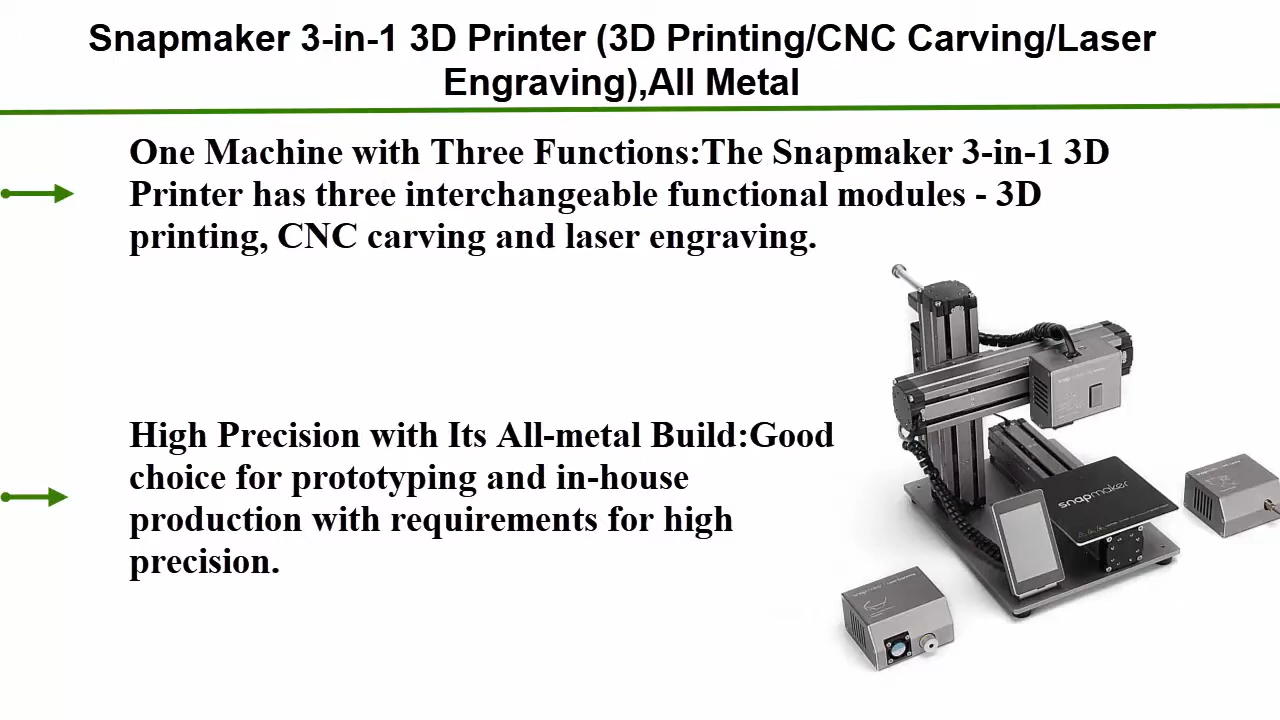 Snapmaker 3-in-1 3D Printer (3D Printing/CNC Carving/Laser
Engraving),All Metal
One Machine with Three Functions:The Snapmaker 3-in-1 3D
Printer has three interchangeable functional modules - 3D
printing, CNC carving and laser engraving.
High Precision with Its All-metal Build:Good
choice for prototyping and in-house
production with requirements for high
precision.
snapmaker